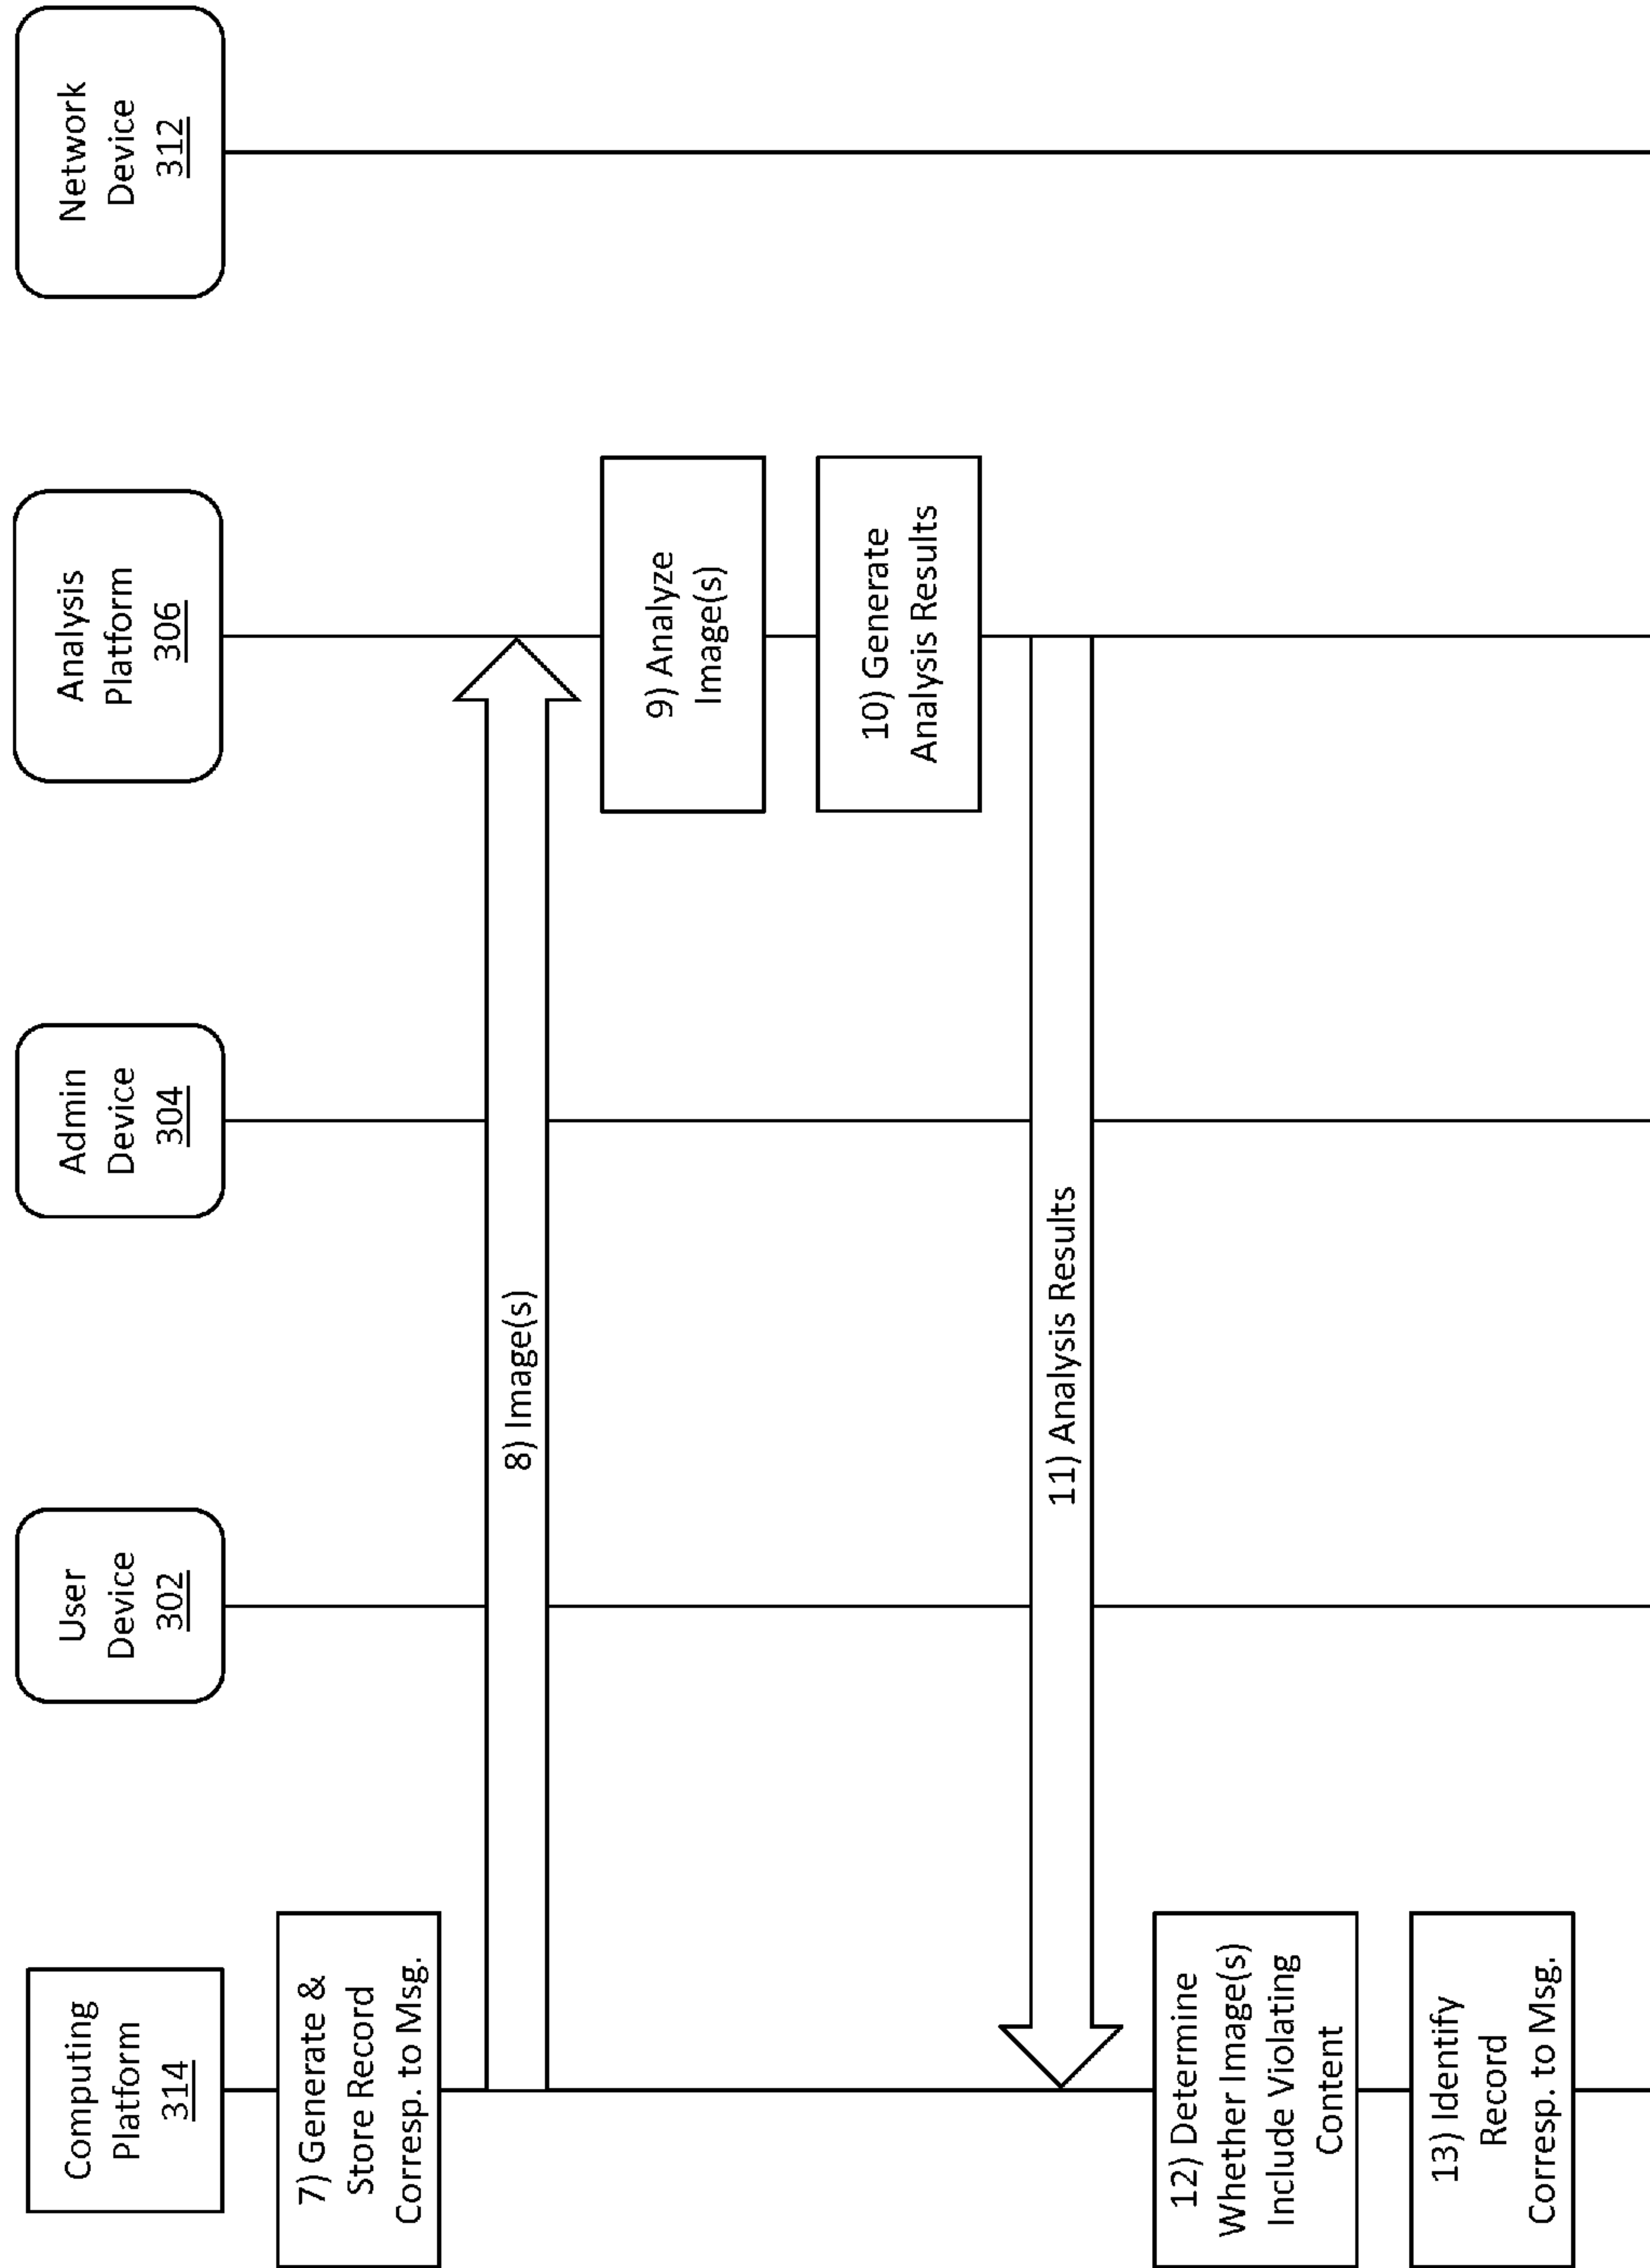 Computing
Platform
314
User
Device
302
Admin
Device
304
Analysis
Platform
306
Network
Device
312
7) Generate &
Store Record
Corresp. to Msg.
8) Image(s)
9) Analyze
Image(s)
10) Generate
Analysis Results
11) Analysis Results
12) Determine
Whether Image(s)
Include Violating
Content
13) Identify
Record
Corresp. to Msg.